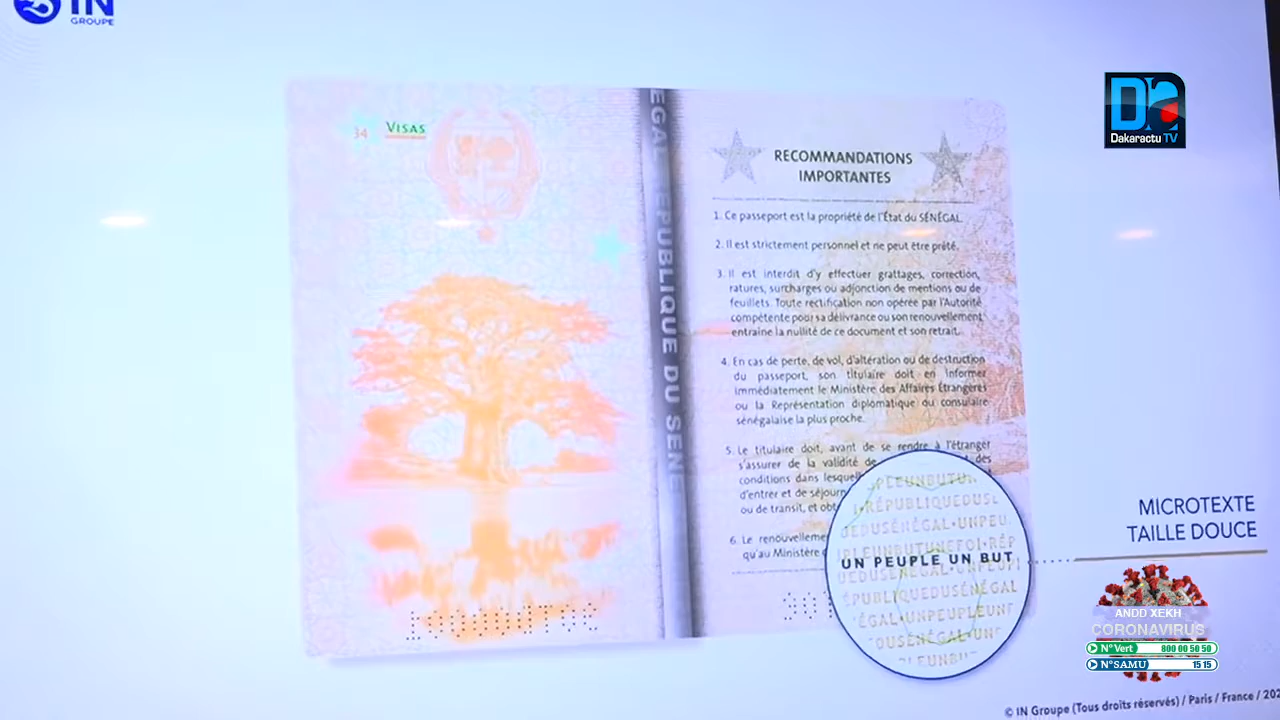 IN
GROUPE
Dakaractu TV
34 VISAS
RÉPUBLIQUE DU SÉNÉ
RECOMMANDATIONS
IMPORTANTES
1. Ce passeport est la propriété de l'État du SÉNÉGAL.
2. Il est strictement personnel et ne peut être prêté.
3. Il est interdit d'y effectuer grattages, correction,
ratures, surcharges ou adjonction de mentions ou de
feuillets. Toute rectification non opérée par l'Autorité
compétente pour sa délivrance ou son renouvellement
entraine la nullité de ce document et son retrait.
4. En cas de perte, de vol, d'altération ou de destruction
du passeport, son titulaire doit en informer
immédiatement le Ministère des Affaires Étrangères
ou la Représentation diplomatique ou consulaire
sénégalaise la plus proche.
5. Le titulaire doit, avant de se rendre à l'étranger
s'assurer de la validité de des
conditions dans
d'entrer et de
ou de transit, et
6. Le
qu'au Ministère
UN PEUPLE UN BUT
MICROTEXTE
TAILLE DOUCE
ANDD XEKH
CORONAVIRUS
N° Vert 800 00 50 50
N° SAMU 15 15
© IN Groupe (Tous droits réservés) / Paris / France /